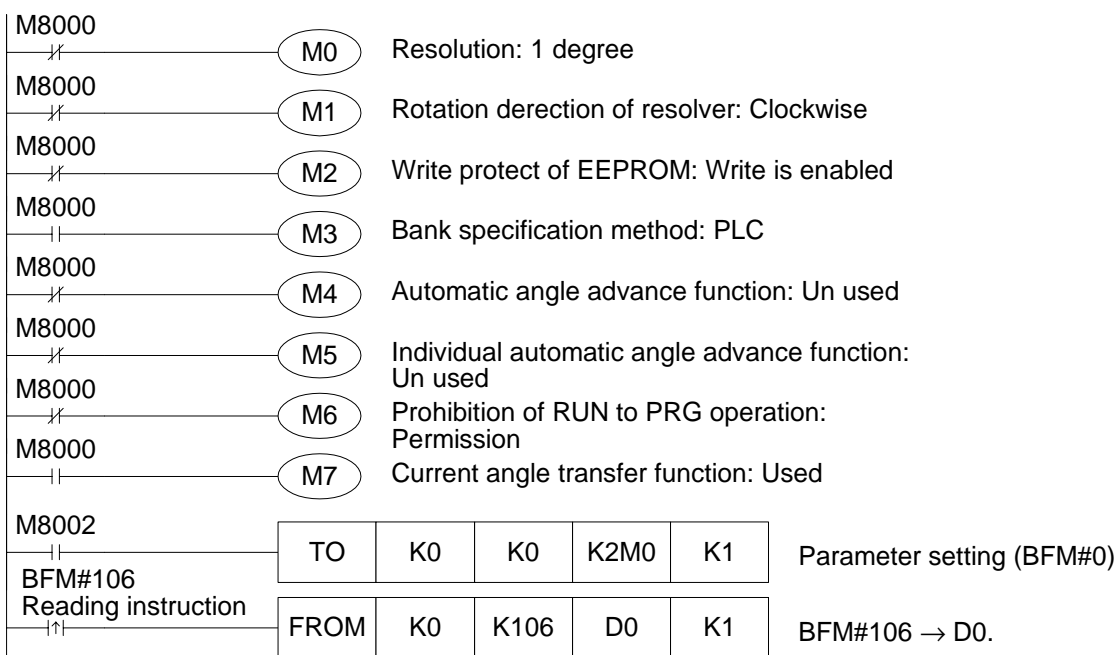 M8000
M0 Resolution: 1 degree
M8000
M1 Rotation derection of resolver: Clockwise
M8000
M2 Write protect of EEPROM: Write is enabled
M8000
M3 Bank specification method: PLC
M8000
M4 Automatic angle advance function: Un used
M8000
M5 Individual automatic angle advance function:
Un used
M8000
M6 Prohibition of RUN to PRG operation:
Permission
M8000
M7 Current angle transfer function: Used
M8002
TO K0 K0 K2M0 K1 Parameter setting (BFM#0)
BFM#106
Reading instruction
FROM K0 K106 D0 K1 BFM#106 → D0.